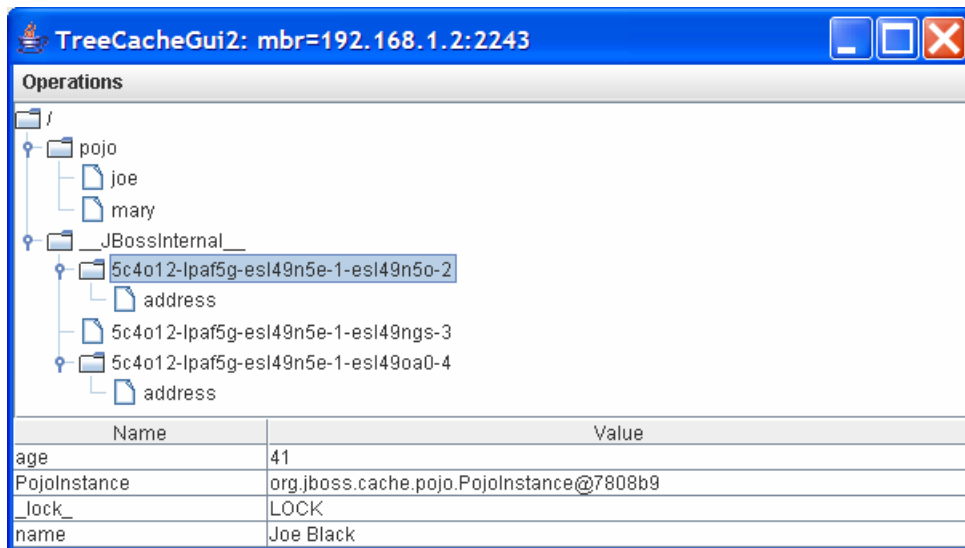 TreeCacheGui2: mbr=192.168.1.2:2243
Operations
/
pojo
joe
mary
__JBossInternal__
5c4o12-lpaf5g-esl49n5e-1-esl49n5o-2
address
5c4o12-lpaf5g-esl49n5e-1-esl49ngs-3
5c4o12-lpaf5g-esl49n5e-1-esl49oa0-4
address
Name Value
age 41
PojoInstance org.jboss.cache.pojo.PojoInstance@7808b9
_lock_ LOCK
name Joe Black